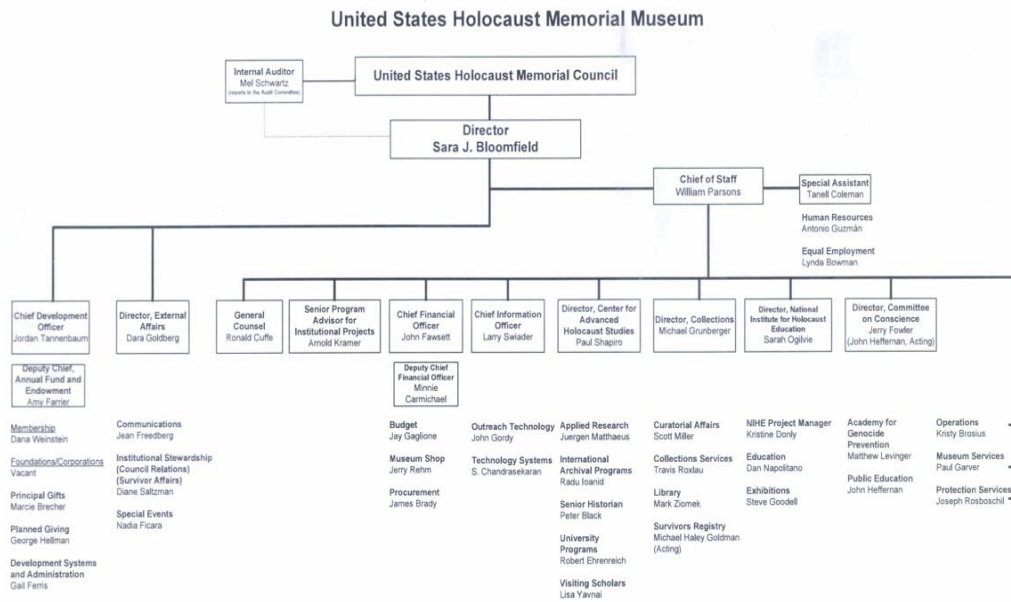 United States Holocaust Memorial Museum
Internal Auditor
Mel Schwartz
(reports to the Audit Committee)
United States Holocaust Memorial Council
Director
Sara J. Bloomfield
Chief of Staff
William Parsons
Special Assistant
Tanell Coleman
Human Resources
Antonio Guzmán
Equal Employment
Lynda Bowman
Chief Development
Officer
Jordan Tannenbaum
Director, External
Affairs
Dara Goldberg
General
Counsel
Ronald Cuffe
Senior Program
Advisor for
Institutional Projects
Arnold Kramer
Chief Financial
Officer
John Fawsett
Chief Information
Officer
Larry Swiader
Director, Center for
Advanced
Holocaust Studies
Paul Shapiro
Director, Collections
Michael Grunberger
Director, National
Institute for Holocaust
Education
Sarah Ogilvie
Director, Committee
on Conscience
Jerry Fowler
(John Heffernan, Acting)
Deputy Chief,
Annual Fund and
Endowment
Amy Farrier
Deputy Chief
Financial Officer
Minnie
Carmichael
Membership
Dana Weinstein
Foundations/Corporations
Vacant
Principal Gifts
Marcie Brecher
Planned Giving
George Hellman
Development Systems
and Administration
Gail Ferris
Communications
Jean Freedberg
Institutional Stewardship
(Council Relations)
(Survivor Affairs)
Diane Saltzman
Special Events
Nadia Ficara
Budget
Jay Gaglione
Museum Shop
Jerry Rehm
Procurement
James Brady
Outreach Technology
John Gordy
Technology Systems
S. Chandrasekaran
Applied Research
Juergen Matthaeus
International
Archival Programs
Radu Ioanid
Senior Historian
Peter Black
University
Programs
Robert Ehrenreich
Visiting Scholars
Lisa Yavnai
Curatorial Affairs
Scott Miller
Collections Services
Travis Roxlau
Library
Mark Ziomek
Survivors Registry
Michael Haley Goldman
(Acting)
NIHE Project Manager
Kristine Donly
Education
Dan Napolitano
Exhibitions
Steve Goodell
Academy for
Genocide
Prevention
Matthew Levinger
Public Education
John Heffernan
Operations
Kristy Brosius
Museum Services
Paul Garver
Protection Services
Joseph Rosboschil